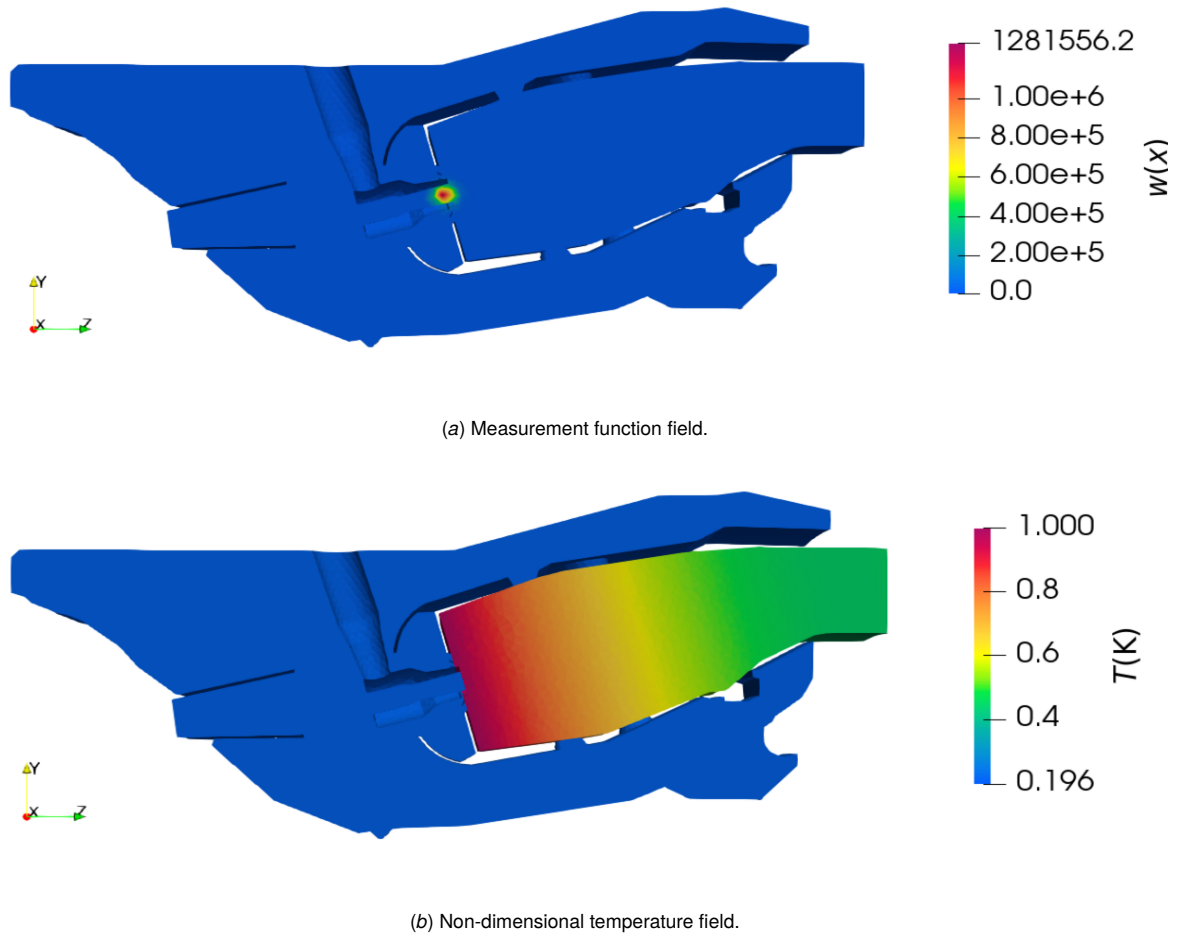 1281556.2
1.00e+6
8.00e+5
6.00e+5
4.00e+5
2.00e+5
0.0
w(x)
Y
X
Z
(a) Measurement function field.
1.000
0.8
0.6
0.4
0.196
T(K)
Y
X
Z
(b) Non-dimensional temperature field.